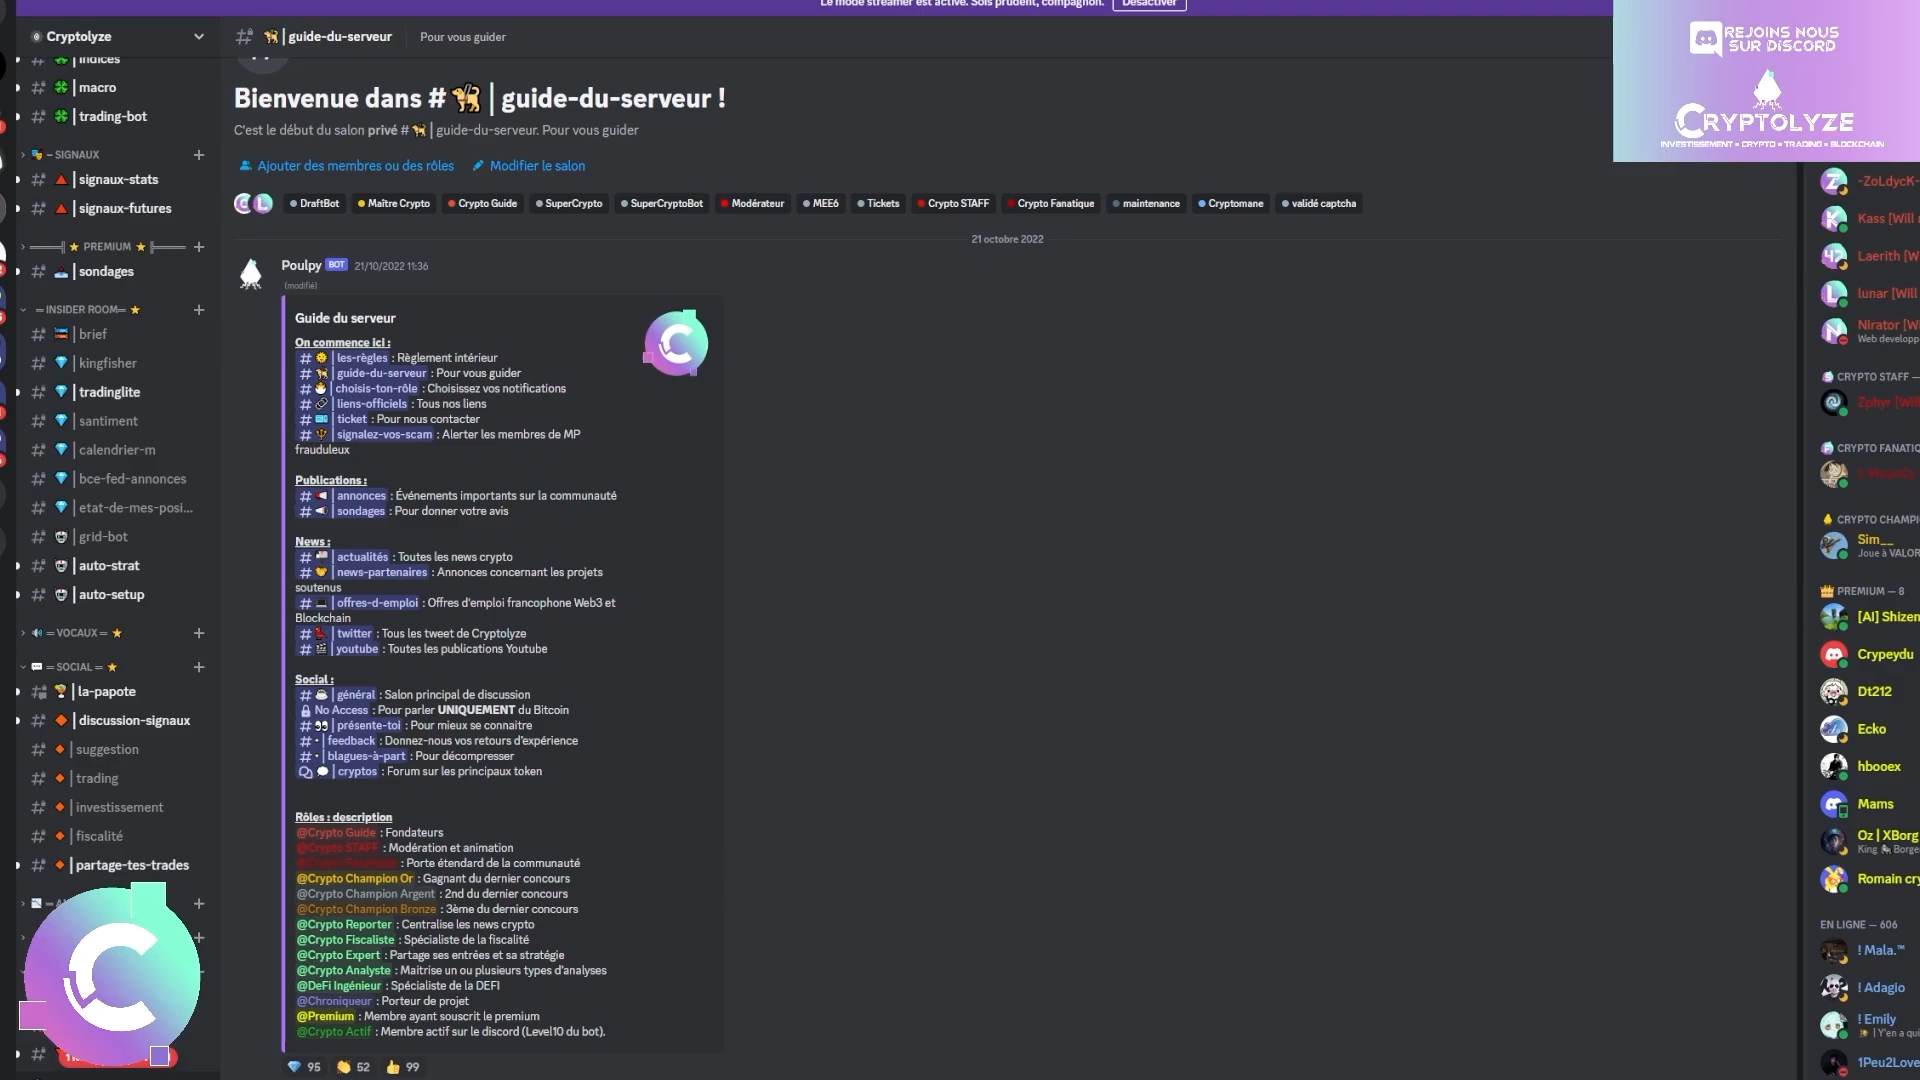 Le mode streamer est activé. Sois prudent, compagnon.
Désactiver
Cryptolyze
guide-du-serveur
Pour vous guider
REJOINS NOUS
SUR DISCORD
CRYPTOLYZE
INVESTISSEMENT • CRYPTO • TRADING • BLOCKCHAIN
indices
macro
trading-bot
– SIGNAUX
signaux-stats
signaux-futures
PREMIUM
sondages
=INSIDER ROOM=
brief
kingfisher
tradinglite
santiment
calendrier-m
bce-fed-annonces
etat-de-mes-posi...
grid-bot
auto-strat
auto-setup
= VOCAUX =
= SOCIAL =
la-papote
discussion-signaux
suggestion
trading
investissement
fiscalité
partage-tes-trades
Bienvenue dans # | guide-du-serveur !
C'est le début du salon privé # | guide-du-serveur. Pour vous guider
Ajouter des membres ou des rôles
Modifier le salon
DraftBot
Maître Crypto
Crypto Guide
SuperCrypto
SuperCryptoBot
Modérateur
MEE6
Tickets
Crypto STAFF
Crypto Fanatique
maintenance
Cryptomane
validé captcha
21 octobre 2022
Poulpy BOT 21/10/2022 11:36
(modifié)
Guide du serveur
On commence ici :
# | les-règles : Règlement intérieur
# | guide-du-serveur : Pour vous guider
# | choisis-ton-rôle : Choisissez vos notifications
# | liens-officiels : Tous nos liens
# | ticket : Pour nous contacter
# | signalez-vos-scam : Alerter les membres de MP
frauduleux
Publications :
# | annonces : Événements importants sur la communauté
# | sondages : Pour donner votre avis
News :
# | actualités : Toutes les news crypto
# | news-partenaires : Annonces concernant les projets
soutenus
# | offres-d-emploi : Offres d'emploi francophone Web3 et
Blockchain
# | twitter : Tous les tweet de Cryptolyze
# | youtube : Toutes les publications Youtube
Social :
# | général : Salon principal de discussion
No Access : Pour parler UNIQUEMENT du Bitcoin
# | présente-toi : Pour mieux se connaitre
# · | feedback : Donnez-nous vos retours d'expérience
# · | blagues-à-part : Pour décompresser
| cryptos : Forum sur les principaux token
Rôles : description
@Crypto Guide : Fondateurs
@Crypto STAFF : Modération et animation
@Crypto Fanatique : Porte étendard de la communauté
@Crypto Champion Or : Gagnant du dernier concours
@Crypto Champion Argent : 2nd du dernier concours
@Crypto Champion Bronze : 3ème du dernier concours
@Crypto Reporter : Centralise les news crypto
@Crypto Fiscaliste : Spécialiste de la fiscalité
@Crypto Expert : Partage ses entrées et sa stratégie
@Crypto Analyste : Maitrise un ou plusieurs types d'analyses
@DeFi Ingénieur : Spécialiste de la DEFI
@Chroniqueur : Porteur de projet
@Premium : Membre ayant souscrit le premium
@Crypto Actif : Membre actif sur le discord (Level10 du bot).
95
52
99
-ZoLdycK-
Kass [Will
Laerith [W
lunar [Will
Nirator [Wi
Web developp
CRYPTO STAFF —
Zphyr [Will
CRYPTO FANATIQ
CRYPTO CHAMPI
Sim__
Joue à VALOR
PREMIUM — 8
[AI] Shizen
Crypeydu
Dt212
Ecko
hbooex
Mams
Oz | XBorg
King Borge
Romain cry
EN LIGNE — 606
! Mala.™
! Adagio
! Emily
| Y'en a qui
1Peu2Love